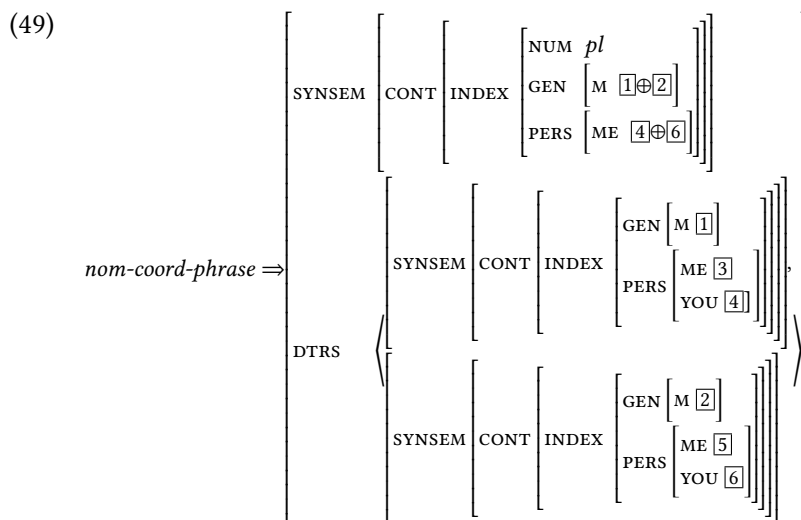 (49)
NUM pl
SYNSEM [CONT [INDEX [GEN [M 1⊕2]
PERS [ME 4⊕6]]]]
GEN [M 1]
SYNSEM [CONT [INDEX [PERS [ME 3
YOU 4]]]]],
nom-coord-phrase ⇒
DTRS ⟨ ⟩
GEN [M 2]
SYNSEM [CONT [INDEX [PERS [ME 5
YOU 6]]]]]